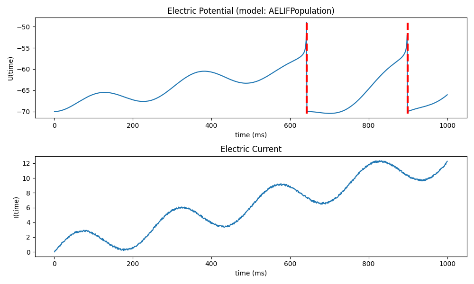 Electric Potential (model: AELIFPopulation)
U(time)
−50
−55
−60
−65
−70
0 200 400 600 800 1000
time (ms)
Electric Current
I(time)
12
10
8
6
4
2
0
0 200 400 600 800 1000
time (ms)